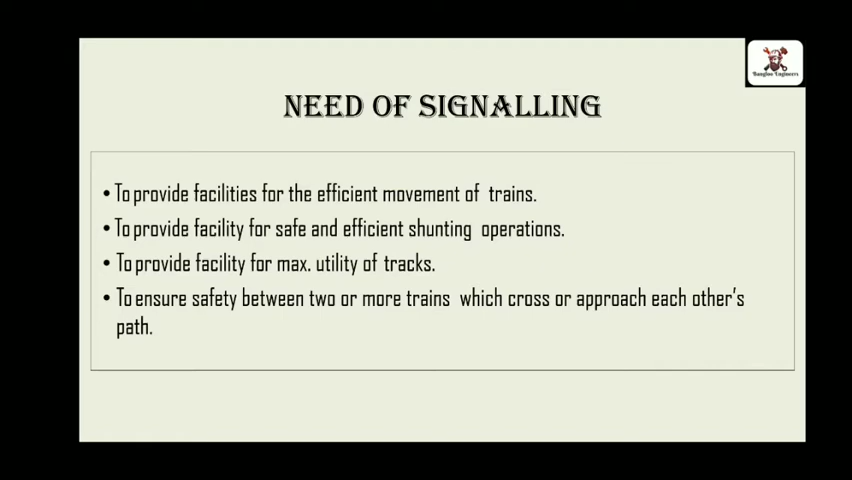 Banglus Engineers
NEED OF SIGNALLING
• To provide facilities for the efficient movement of trains.
• To provide facility for safe and efficient shunting operations.
• To provide facility for max. utility of tracks.
• To ensure safety between two or more trains which cross or approach each other's
path.